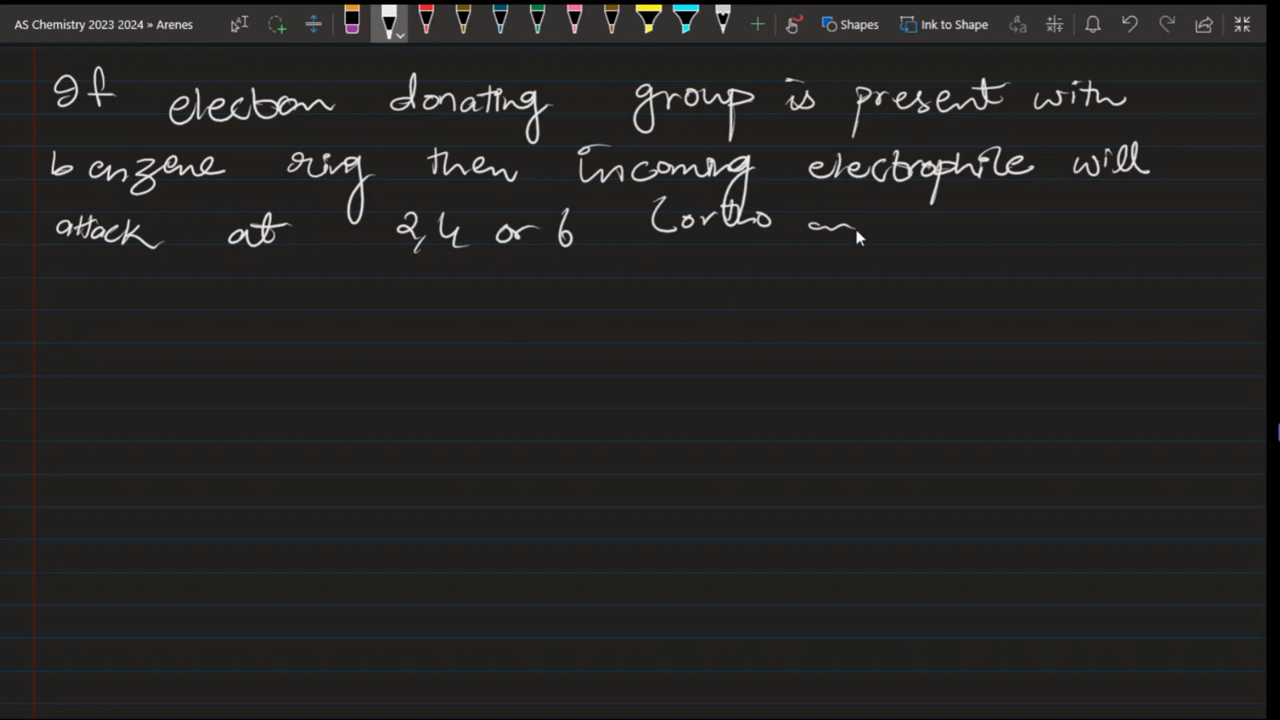 AS Chemistry 2023 2024 » Arenes
Shapes
Ink to Shape
If electron donating group is present with
benzene ring then incoming electrophile will
attack at 2,4 or 6 (ortho an